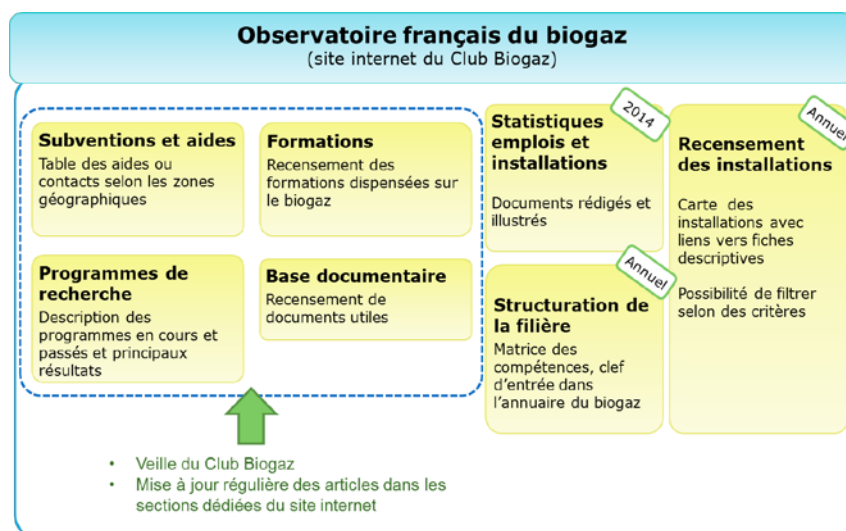 Observatoire français du biogaz
(site internet du Club Biogaz)
Subventions et aides
Table des aides ou
contacts selon les zones
géographiques
Formations
Recensement des
formations dispensées sur
le biogaz
Programmes de
recherche
Description des
programmes en cours et
passés et principaux
résultats
Base documentaire
Recensement de
documents utiles
2014
Statistiques
emplois et
installations
Documents rédigés et
illustrés
Annuel
Structuration de
la filière
Matrice des
compétences, clef
d'entrée dans
l'annuaire du biogaz
Annuel
Recensement
des installations
Carte des
installations avec
liens vers fiches
descriptives
Possibilité de filtrer
selon des critères
• Veille du Club Biogaz
• Mise à jour régulière des articles dans les
sections dédiées du site internet